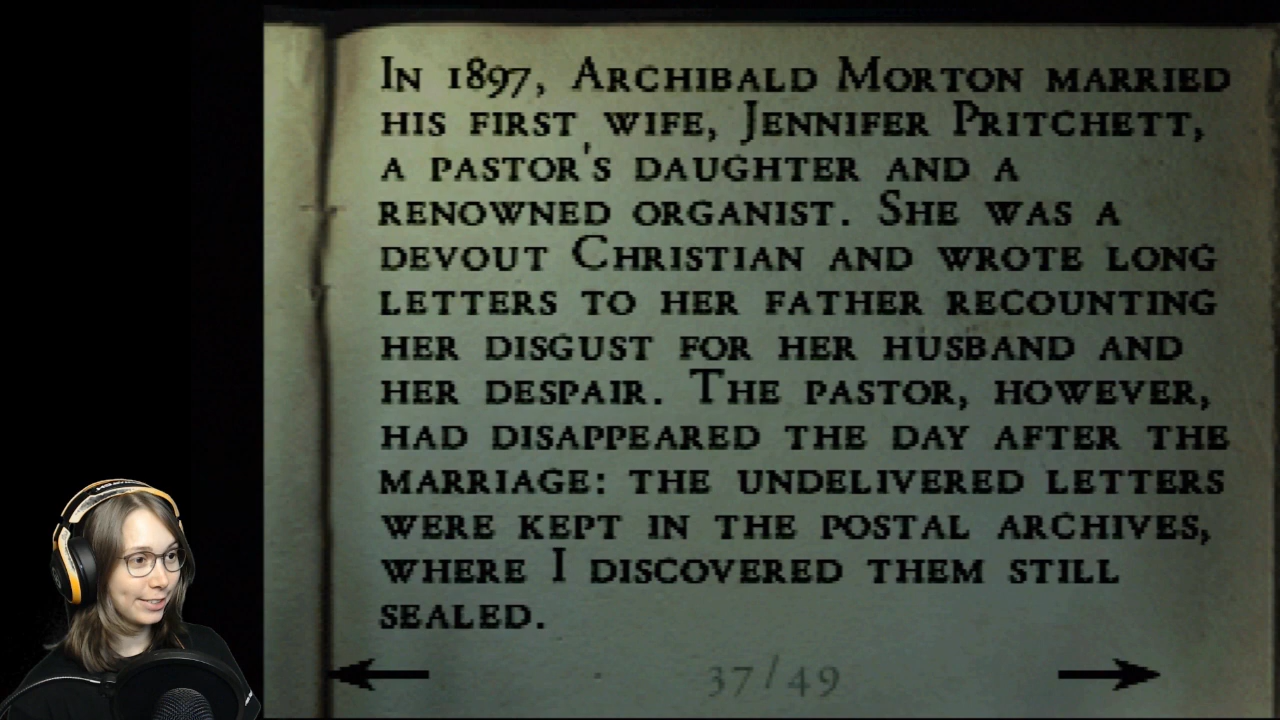 In 1897, Archibald Morton married
his first wife, Jennifer Pritchett,
a pastor's daughter and a
renowned organist. She was a
devout Christian and wrote long
letters to her father recounting
her disgust for her husband and
her despair. The pastor, however,
had disappeared the day after the
marriage: the undelivered letters
were kept in the postal archives,
where I discovered them still
sealed.
37/49